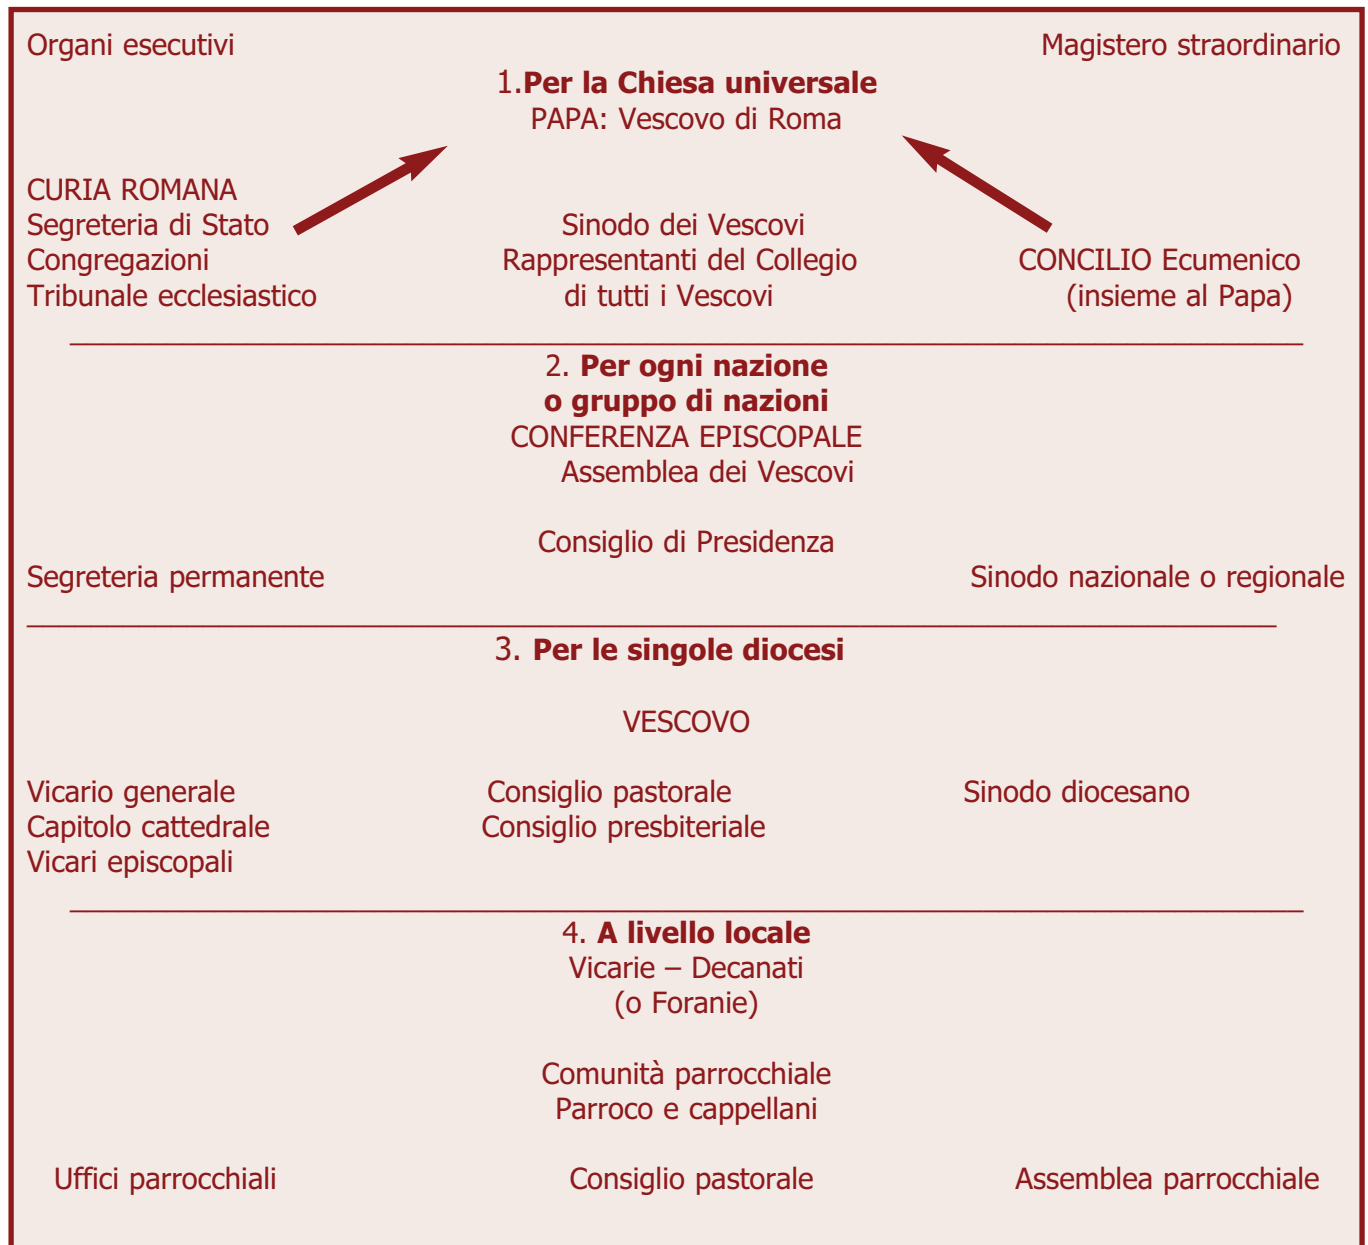 Organi esecutivi Magistero straordinario
1.Per la Chiesa universale
PAPA: Vescovo di Roma
CURIA ROMANA
Segreteria di Stato Sinodo dei Vescovi
Congregazioni Rappresentanti del Collegio CONCILIO Ecumenico
Tribunale ecclesiastico di tutti i Vescovi (insieme al Papa)
2. Per ogni nazione
o gruppo di nazioni
CONFERENZA EPISCOPALE
Assemblea dei Vescovi
Consiglio di Presidenza
Segreteria permanente Sinodo nazionale o regionale
3. Per le singole diocesi
VESCOVO
Vicario generale Consiglio pastorale Sinodo diocesano
Capitolo cattedrale Consiglio presbiteriale
Vicari episcopali
4. A livello locale
Vicarie – Decanati
(o Foranie)
Comunità parrocchiale
Parroco e cappellani
Uffici parrocchiali Consiglio pastorale Assemblea parrocchiale